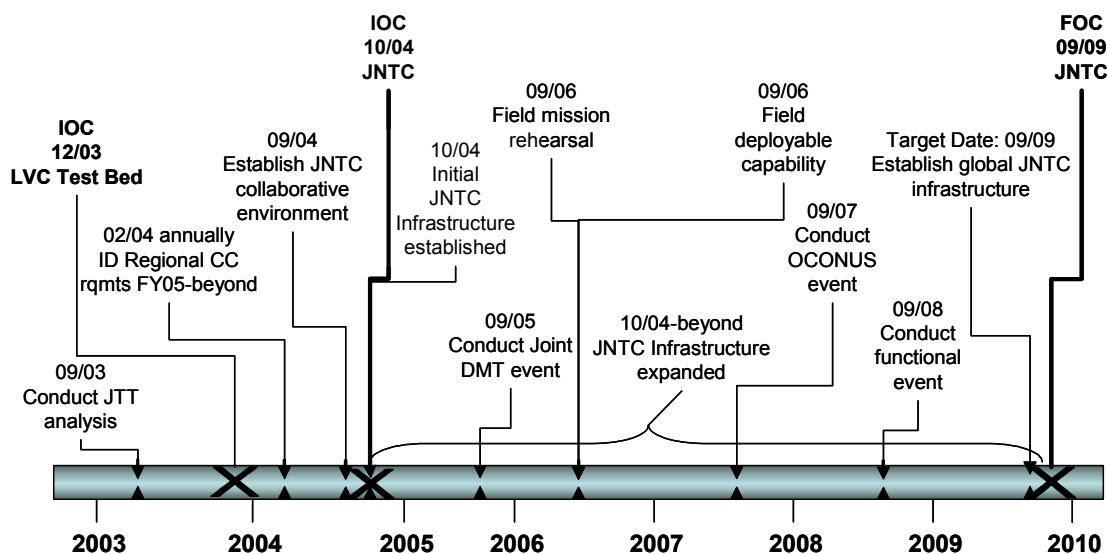 IOC
12/03
LVC Test Bed
09/03
Conduct JTT
analysis
02/04 annually
ID Regional CC
rqmts FY05-beyond
09/04
Establish JNTC
collaborative
environment
IOC
10/04
JNTC
10/04
Initial
JNTC
Infrastructure
established
09/05
Conduct Joint
DMT event
09/06
Field mission
rehearsal
09/06
Field
deployable
capability
10/04-beyond
JNTC Infrastructure
expanded
09/07
Conduct
OCONUS
event
09/08
Conduct
functional
event
Target Date: 09/09
Establish global JNTC
infrastructure
FOC
09/09
JNTC
2003 2004 2005 2006 2007 2008 2009 2010